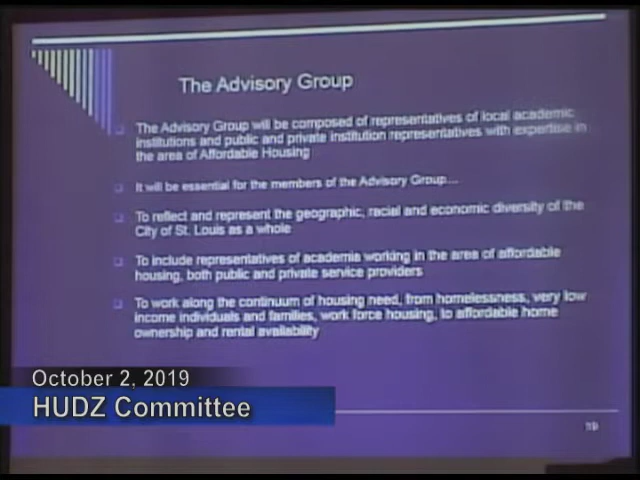 The Advisory Group
The Advisory Group will be composed of representatives of local academic
institutions and public and private institution representatives with expertise in
the area of Affordable Housing
It will be essential for the members of the Advisory Group...
To reflect and represent the geographic, racial and economic diversity of the
City of St. Louis as a whole
To include representatives of academia working in the area of affordable
housing, both public and private service providers
To work along the continuum of housing need, from homelessness, very low
income individuals and families, work force housing, to affordable home
ownership and rental availability
October 2, 2019
HUDZ Committee